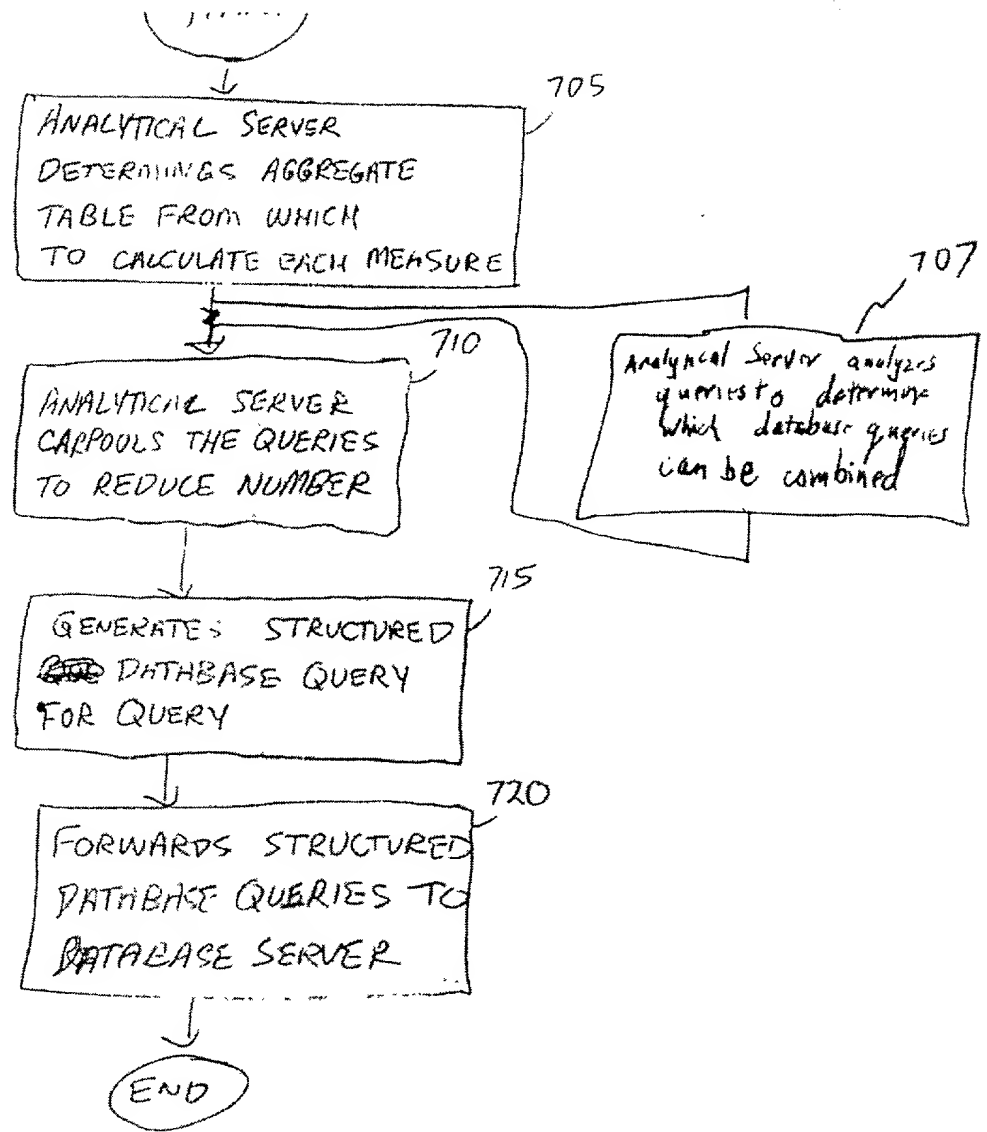 705
ANALYTICAL SERVER
DETERMINGS AGGREGATE
TABLE FROM WHICH
TO CALCULATE EACH MEASURE
707
Analytical Server analyzes
queries to determine
which database queries
can be combined
710
ANALYTICAL SERVER
CARPOOLS THE QUERIES
TO REDUCE NUMBER
715
GENERATES STRUCTURED
DATABASE QUERY
FOR QUERY
720
FORWARDS STRUCTURED
DATABASE QUERIES TO
DATABASE SERVER
END